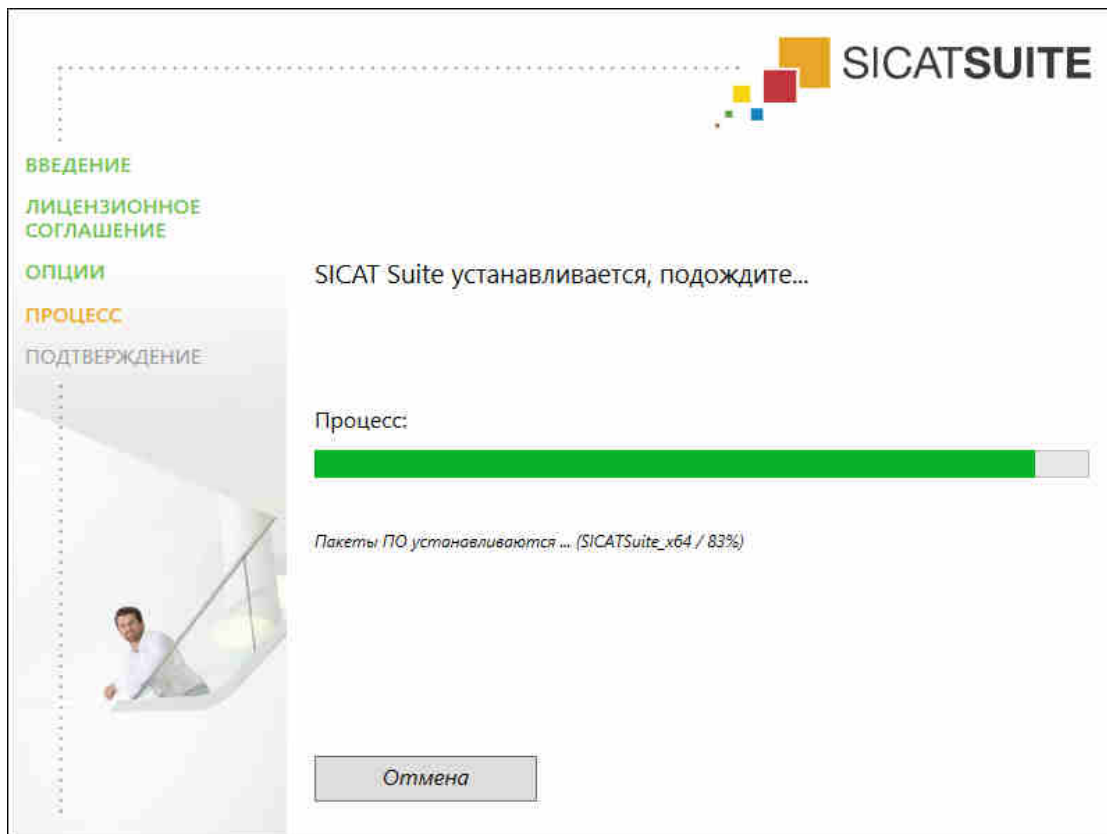 SICATSUITE
ВВЕДЕНИЕ
ЛИЦЕНЗИОННОЕ
СОГЛАШЕНИЕ
ОПЦИИ
ПРОЦЕСС
ПОДТВЕРЖДЕНИЕ
SICAT Suite устанавливается, подождите...
Процесс:
Пакеты ПО устанавливаются ... (SICATSuite_x64 / 83%)
Отмена